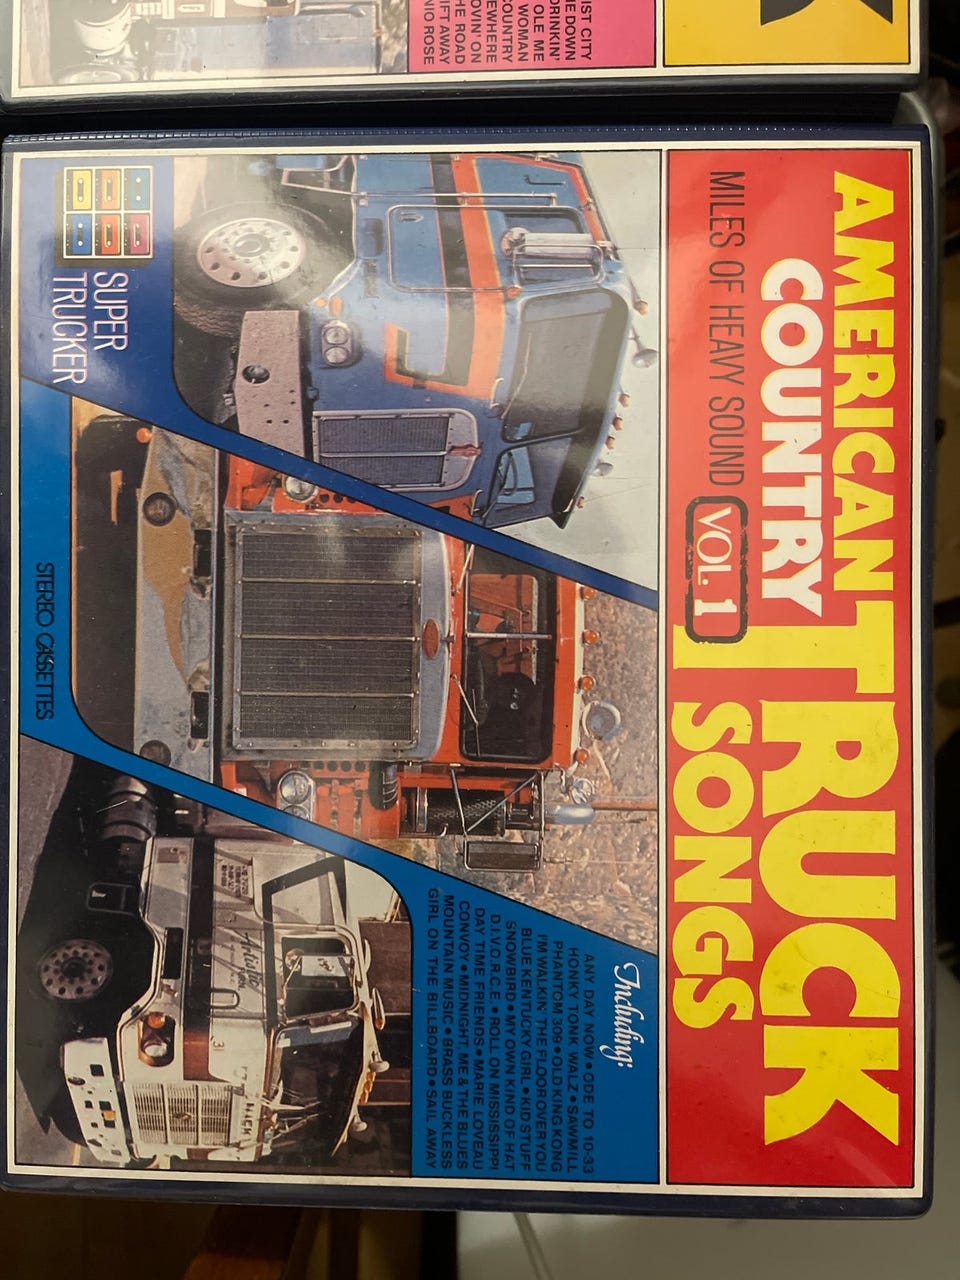 AMERICAN
COUNTRY TRUCK
MILES OF HEAVY SOUND VOL. 1 SONGS
Including:
ANY DAY NOW • ODE TO 10-33
HONKY TONK WALZ • SAWMILL
PHANTOM 309 • OLD KING KONG
I'M WALKIN' THE FLOOR OVER YOU
BLUE KENTUCKY GIRL • KID STUFF
SNOWBIRD • MY OWN KIND OF HAT
D.I.V.O.R.C.E. • ROLL ON MISSISSIPPI
DAY TIME FRIENDS • MARIE LOVEAU
CONVOY • MIDNIGHT, ME & THE BLUES
MOUNTAIN MUSIC • BRASS BUCKLESS
GIRL ON THE BILLBOARD • SAIL AWAY
SUPER
TRUCKER
STEREO CASSETTES
IST CITY
IE DOWN
DRINKIN'
OLE ME
WOMAN
COUNTRY
EWHERE
OVIN' ON
HE ROAD
IFT AWAY
NIO ROSE
K
31